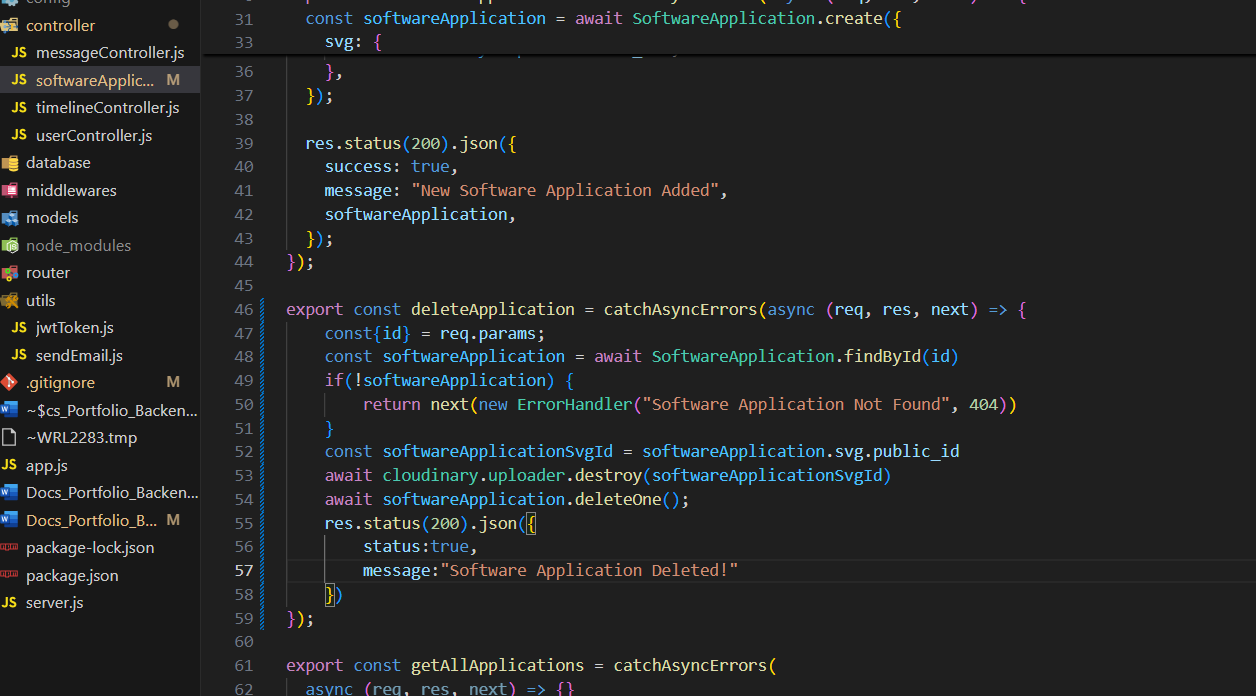 config
controller
JS messageController.js
JS softwareApplic... M
JS timelineController.js
JS userController.js
database
middlewares
models
node_modules
router
utils
JS jwtToken.js
JS sendEmail.js
.gitignore M
~$cs_Portfolio_Backen...
~WRL2283.tmp
JS app.js
Docs_Portfolio_Backen...
Docs_Portfolio_B... M
package-lock.json
package.json
JS server.js
31 const softwareApplication = await SoftwareApplication.create({
33 svg: {
36 },
37 });
38
39 res.status(200).json({
40 success: true,
41 message: "New Software Application Added",
42 softwareApplication,
43 });
44 });
45
46 export const deleteApplication = catchAsyncErrors(async (req, res, next) => {
47 const{id} = req.params;
48 const softwareApplication = await SoftwareApplication.findById(id)
49 if(!softwareApplication) {
50 return next(new ErrorHandler("Software Application Not Found", 404))
51 }
52 const softwareApplicationSvgId = softwareApplication.svg.public_id
53 await cloudinary.uploader.destroy(softwareApplicationSvgId)
54 await softwareApplication.deleteOne();
55 res.status(200).json({
56 status:true,
57 message:"Software Application Deleted!"
58 })
59 });
60
61 export const getAllApplications = catchAsyncErrors(
62 async (req, res, next) => {}